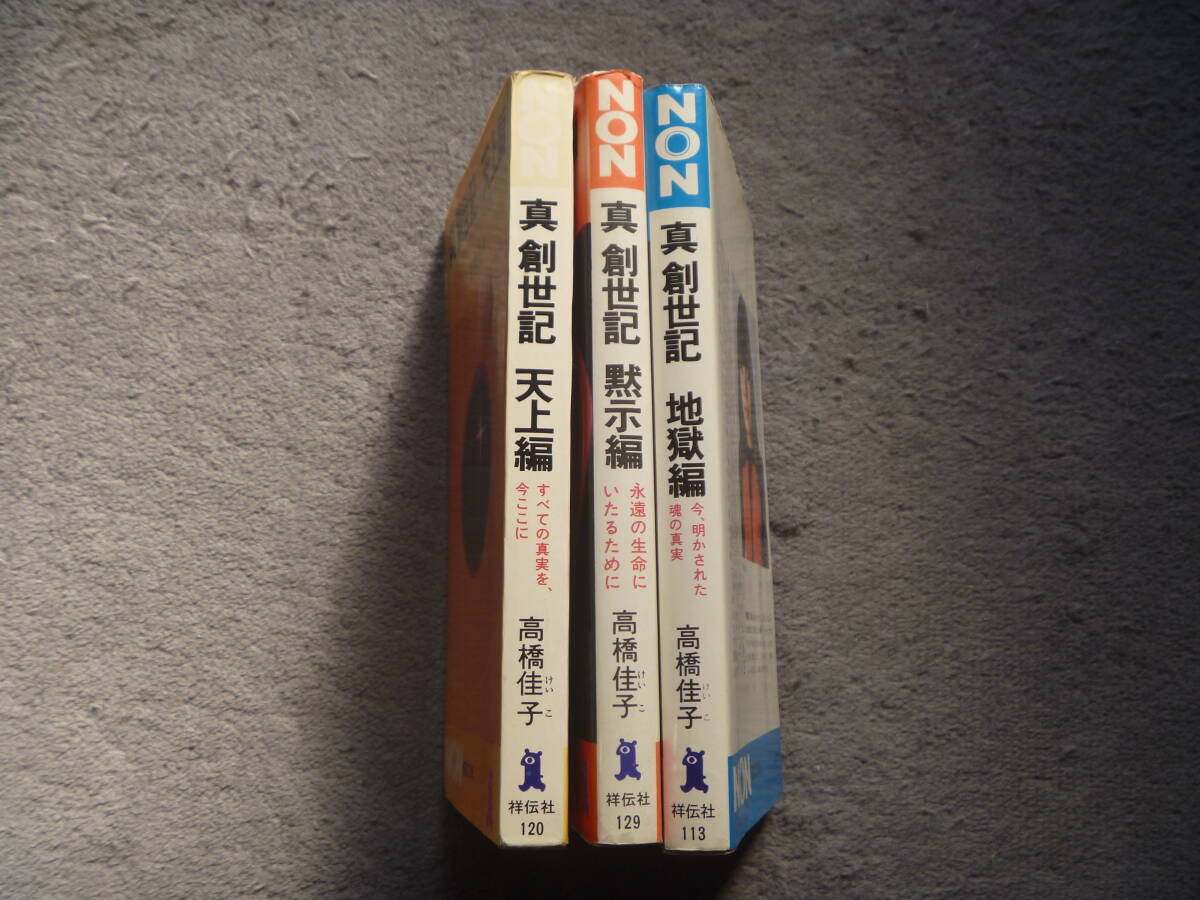 NON
真 創世記 天上編
すべての真実を、
今ここに
高橋佳子
けいこ
祥伝社
120
NON
真 創世記 黙示編
永遠の生命に
いたるために
高橋佳子
けいこ
祥伝社
129
NON
真 創世記 地獄編
今、明かされた
魂の真実
高橋佳子
けいこ
祥伝社
113
NON